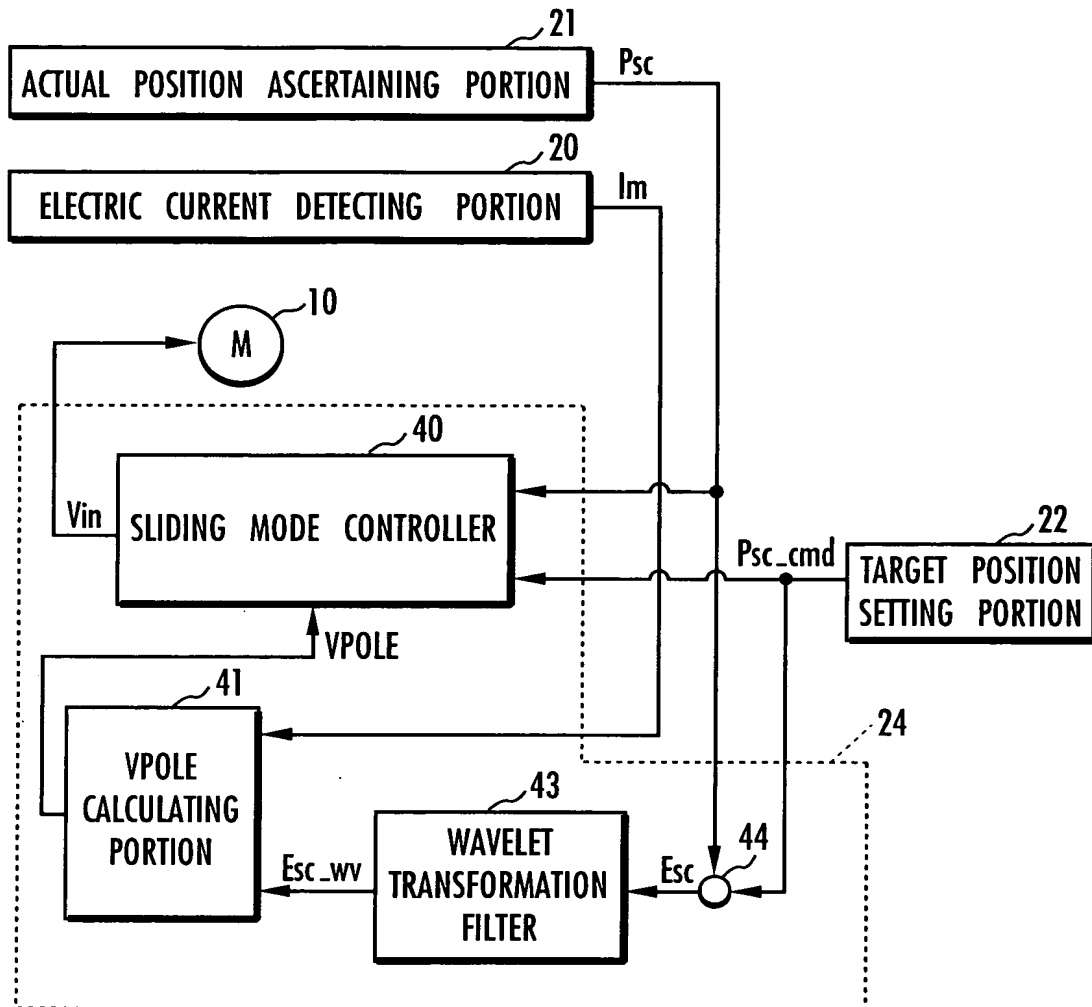 21
ACTUAL POSITION ASCERTAINING PORTION
Psc
20
ELECTRIC CURRENT DETECTING PORTION
Im
10
M
40
SLIDING MODE CONTROLLER
Vin
22
Psc_cmd
TARGET POSITION
SETTING PORTION
VPOLE
41
VPOLE
CALCULATING
PORTION
24
43
WAVELET
TRANSFORMATION
FILTER
44
Esc_wv
Esc